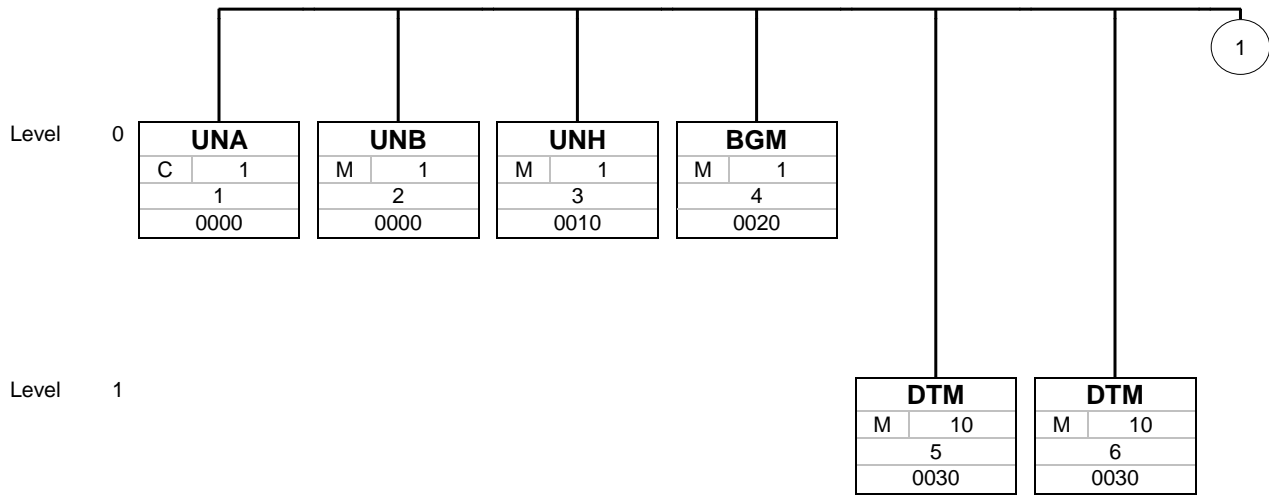 1
Level 0
UNA UNB UNH BGM
C 1 M 1 M 1 M 1
1 2 3 4
0000 0000 0010 0020
Level 1
DTM DTM
M 10 M 10
5 6
0030 0030